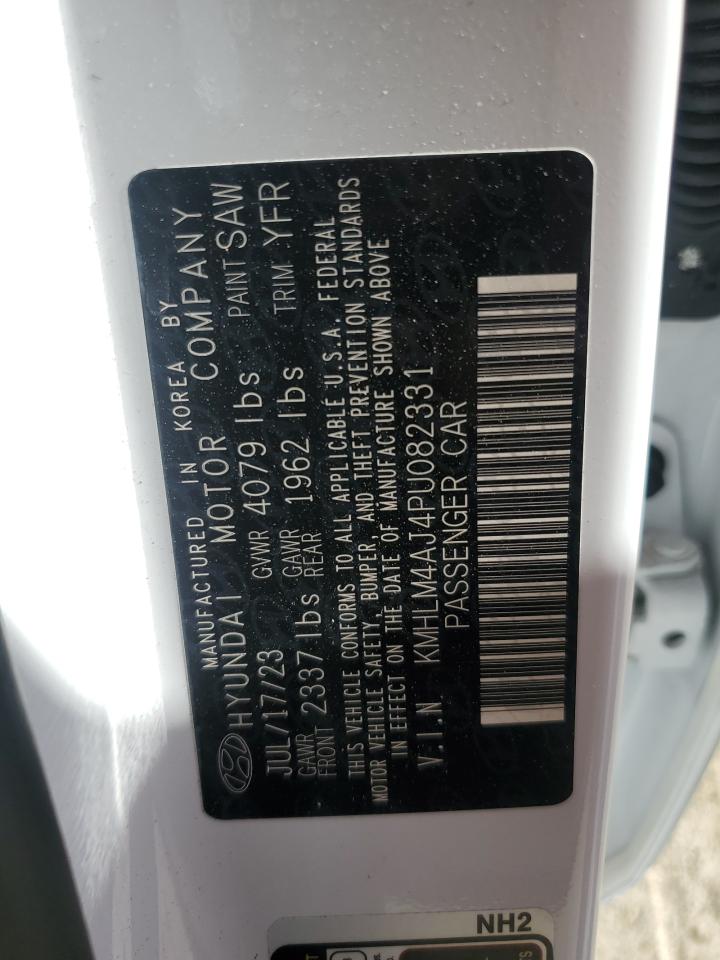 MANUFACTURED IN KOREA BY
HYUNDAI MOTOR COMPANY
JUL/17/23 GVWR 4079 lbs PAINT SAW
GAWR FRONT 2337 lbs GAWR REAR 1962 lbs TRIM YFR
THIS VEHICLE CONFORMS TO ALL APPLICABLE U.S.A. FEDERAL
MOTOR VEHICLE SAFETY, BUMPER, AND THEFT PREVENTION STANDARDS
IN EFFECT ON THE DATE OF MANUFACTURE SHOWN ABOVE
V.I.N KMHLM4AJ4PU082331
PASSENGER CAR
NH2